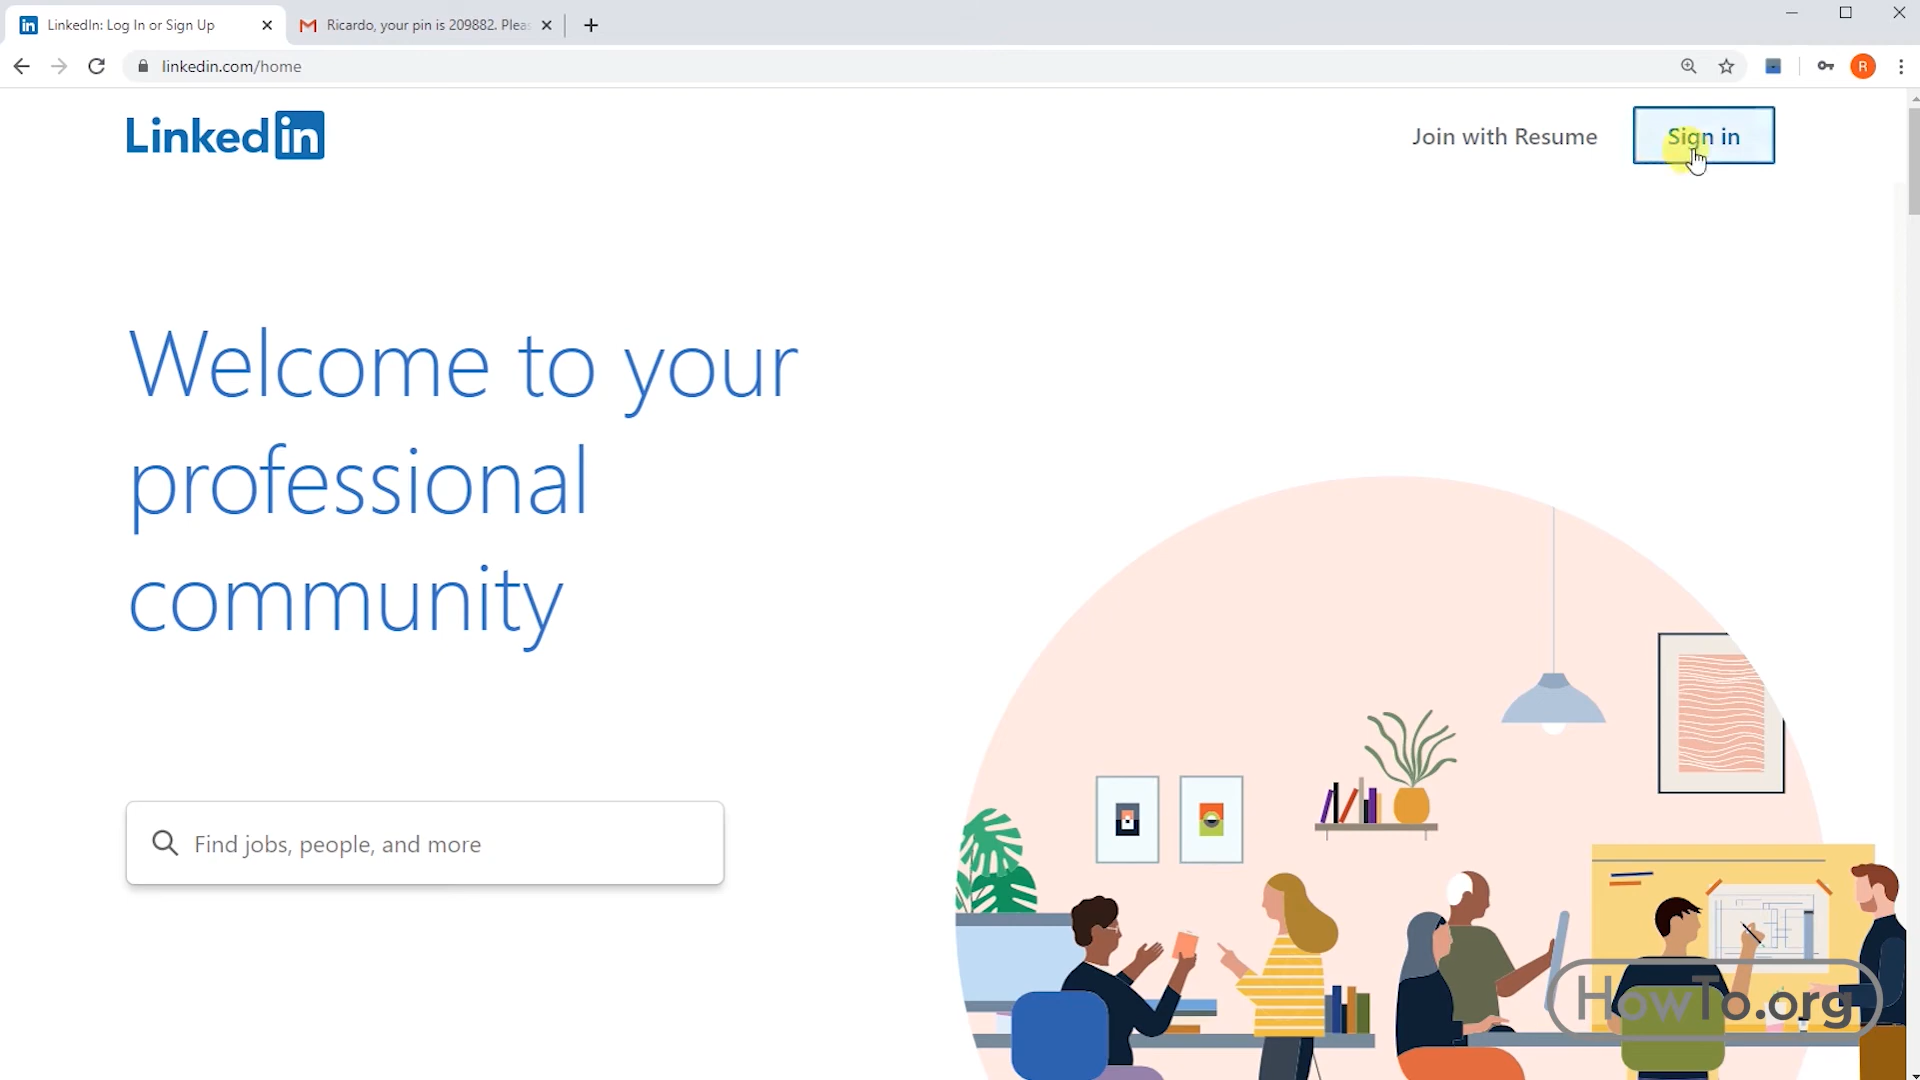 LinkedIn: Log In or Sign Up
Ricardo, your pin is 209882. Plea
linkedin.com/home
R
Linkedin
Join with Resume
Sign in
Welcome to your
professional
community
Find jobs, people, and more
HowTo.org